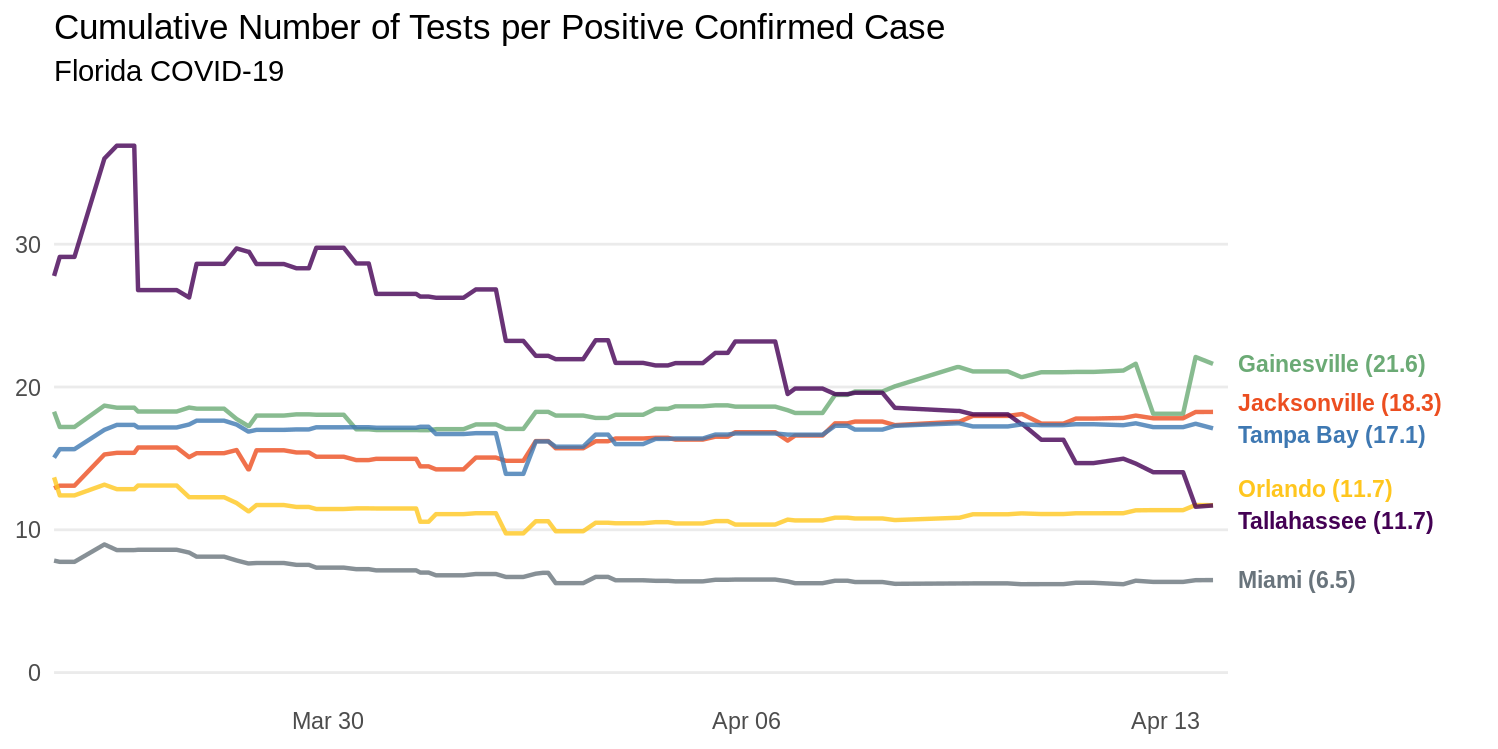 Cumulative Number of Tests per Positive Confirmed Case
Florida COVID-19
30
20
10
0
Gainesville (21.6)
Jacksonville (18.3)
Tampa Bay (17.1)
Orlando (11.7)
Tallahassee (11.7)
Miami (6.5)
Mar 30
Apr 06
Apr 13